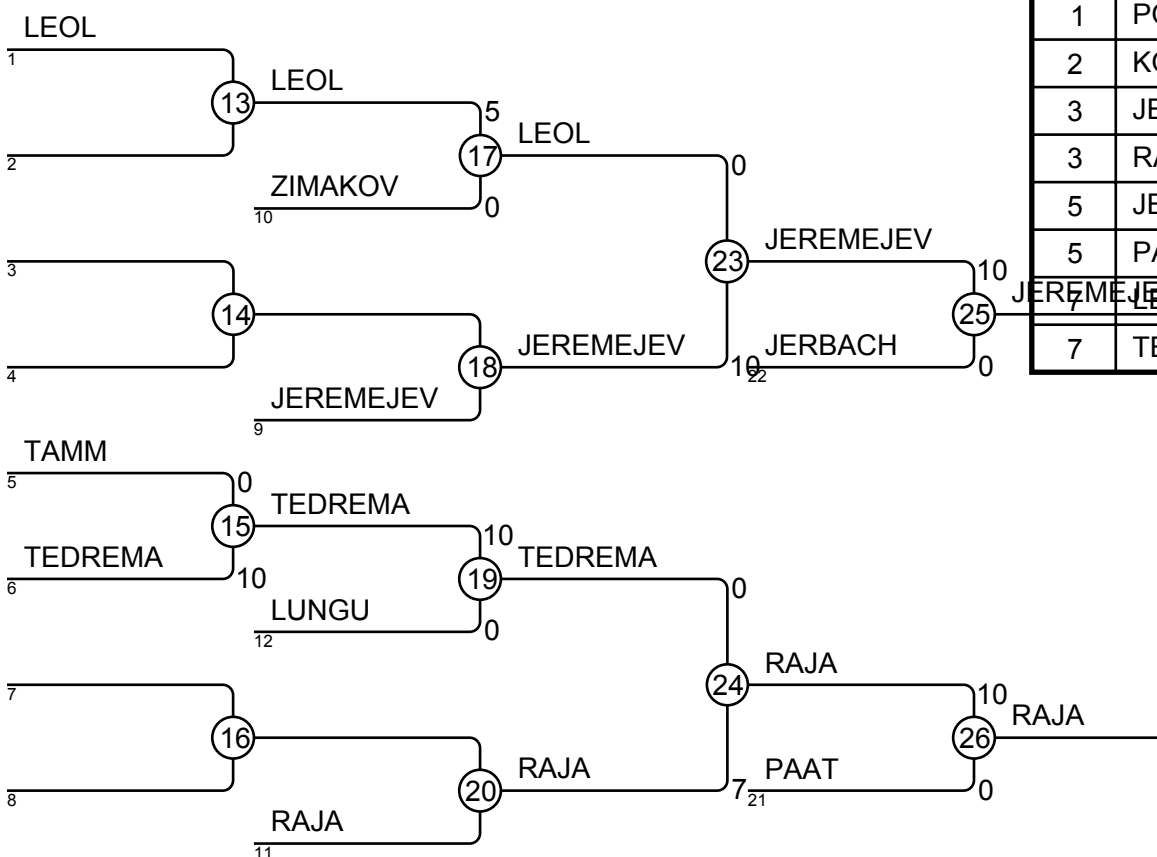 LEOL
1
13
LEOL
2
5
17
LEOL
ZIMAKOV
10
0
0
3
14
23
JEREMEJEV
4
18
JEREMEJEV
10
JEREMEJEV
9
10
25
JERBACH
22
0
TAMM
5
0
15
TEDREMA
TEDREMA
6
10
10
19
TEDREMA
LUNGU
12
0
0
7
16
24
RAJA
8
20
RAJA
7
RAJA
11
10
26
RAJA
PAAT
21
0
1
2
3
3
5
5
7
7